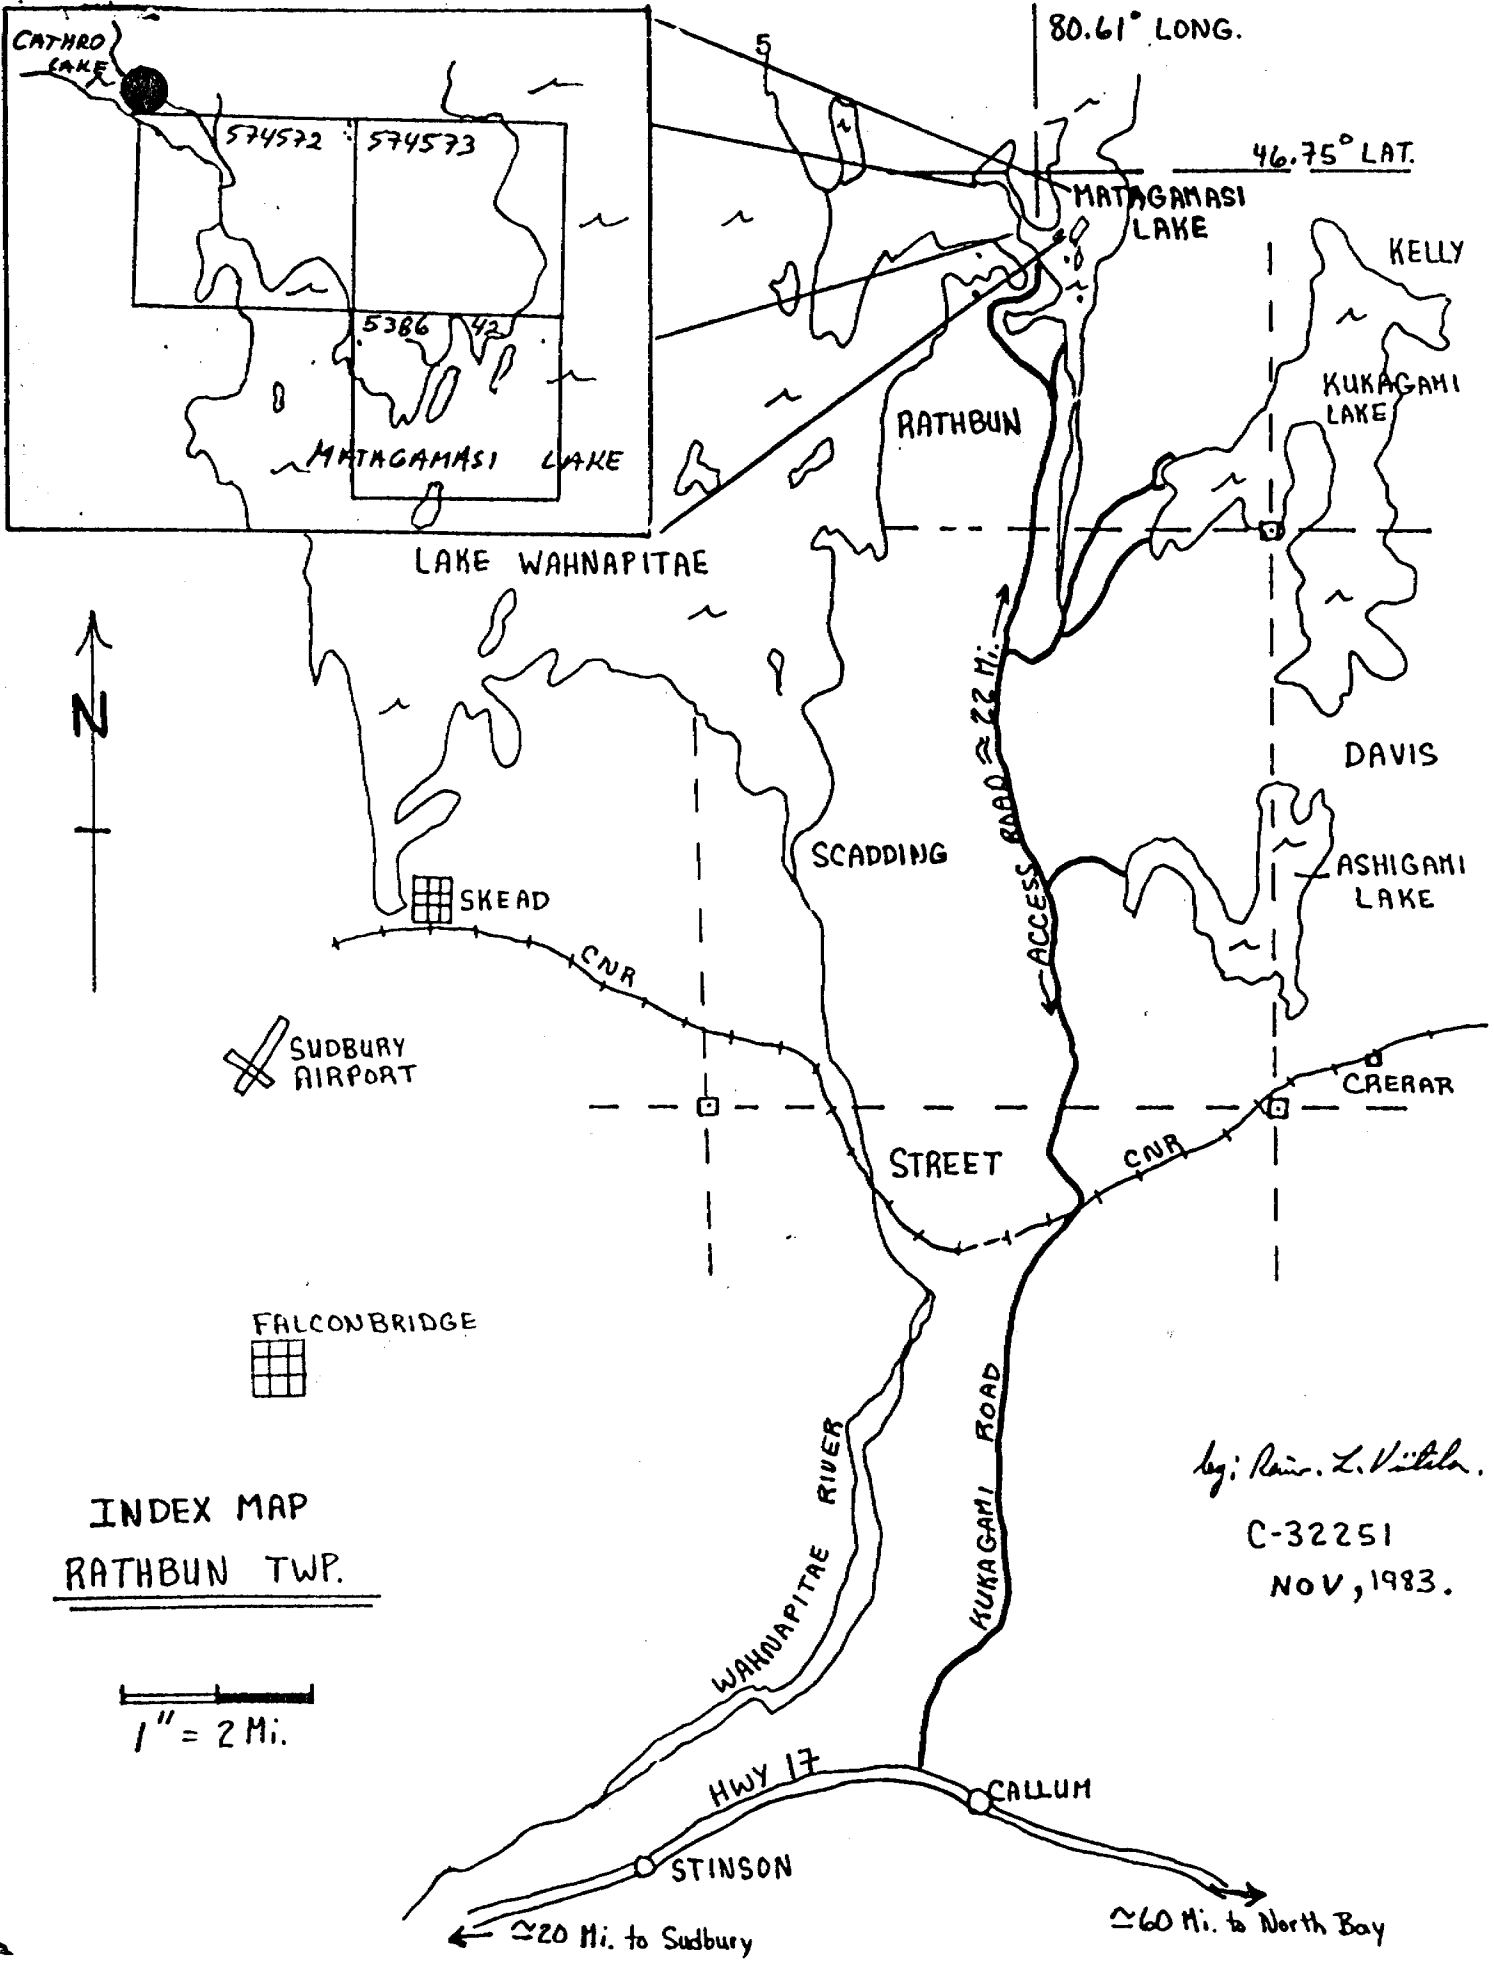 80.61° LONG.
5
CATHRO
LAKE
574572
574573
46.75° LAT.
MATAGAMASI
LAKE
KELLY
5386
42
KUKAGAMI
LAKE
RATHBUN
MATAGAMASI LAKE
LAKE WAHNAPITAE
N
DAVIS
ACCESS ROAD ≃ 22 Mi.
SCADDING
ASHIGAMI
LAKE
SKEAD
CNR
SUDBURY
AIRPORT
CRERAR
STREET
CNR
FALCONBRIDGE
KUKAGAMI ROAD
WAHNAPITAE RIVER
by:
C-32251
NOV, 1983.
INDEX MAP
RATHBUN TWP.
1" = 2 Mi.
HWY 17
CALLUM
STINSON
≃20 Mi. to Sudbury
≃60 Mi. to North Bay